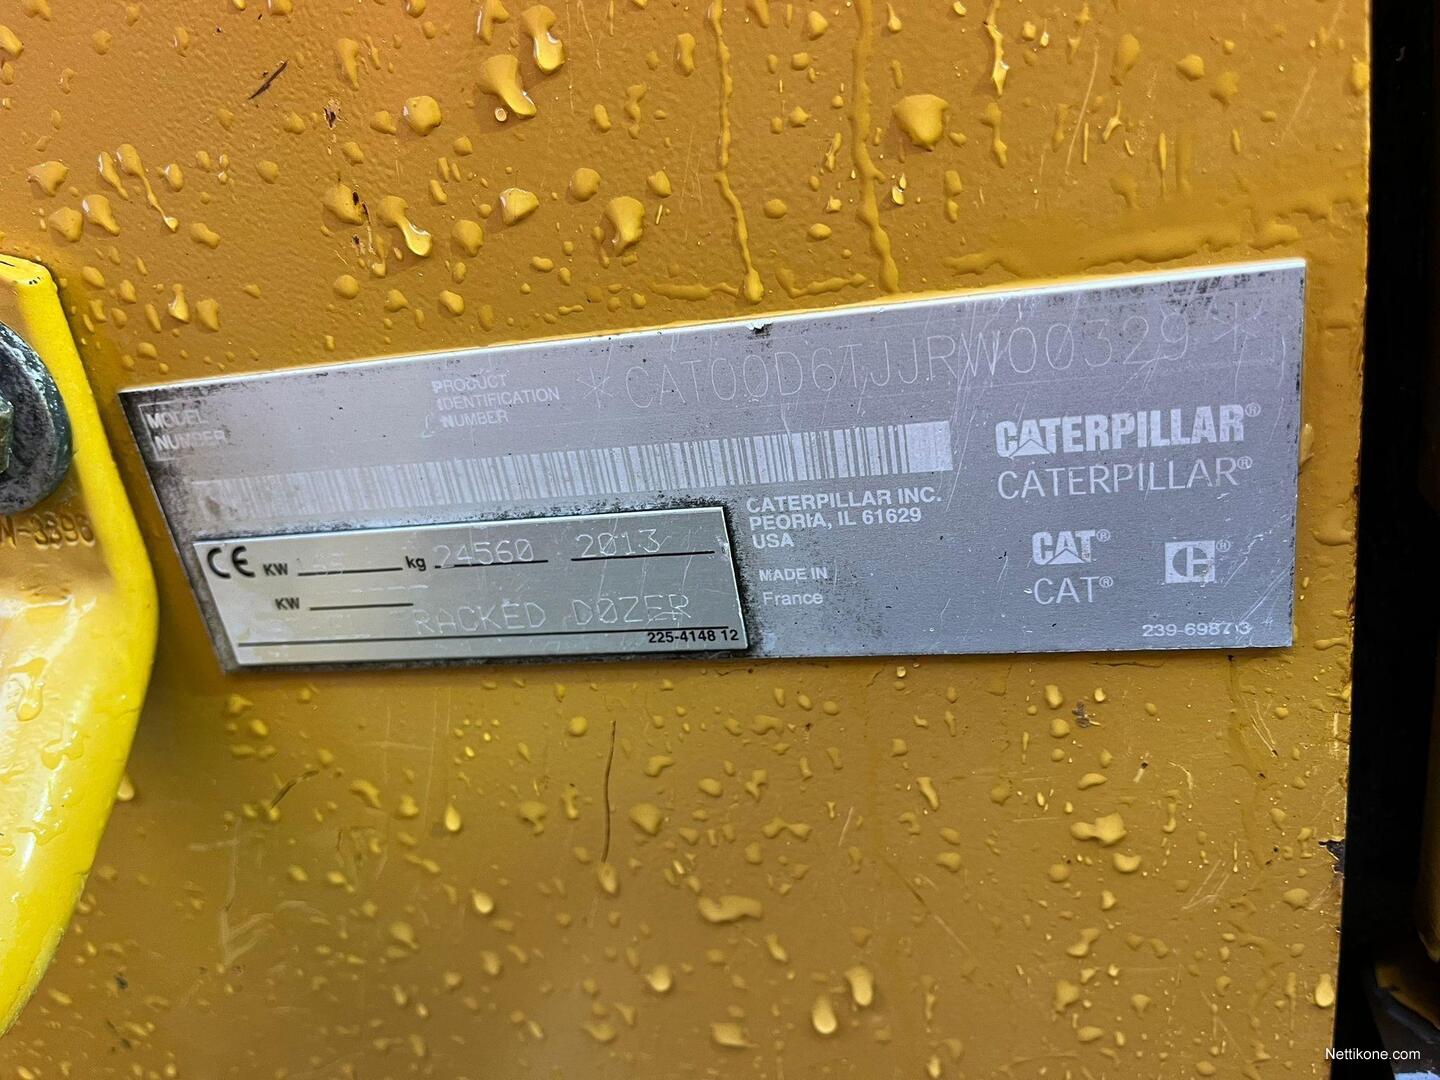 MODEL
NUMBER
PRODUCT
IDENTIFICATION
NUMBER
*CAT00D6TJJRW00329*
CATERPILLAR®
CATERPILLAR®
CATERPILLAR INC.
PEORIA, IL 61629
USA
MADE IN
France
CAT®
CAT®
239-6987 3
CE KW kg 24560 2013
KW
RACKED DOZER
225-4148 12
Nettikone.com